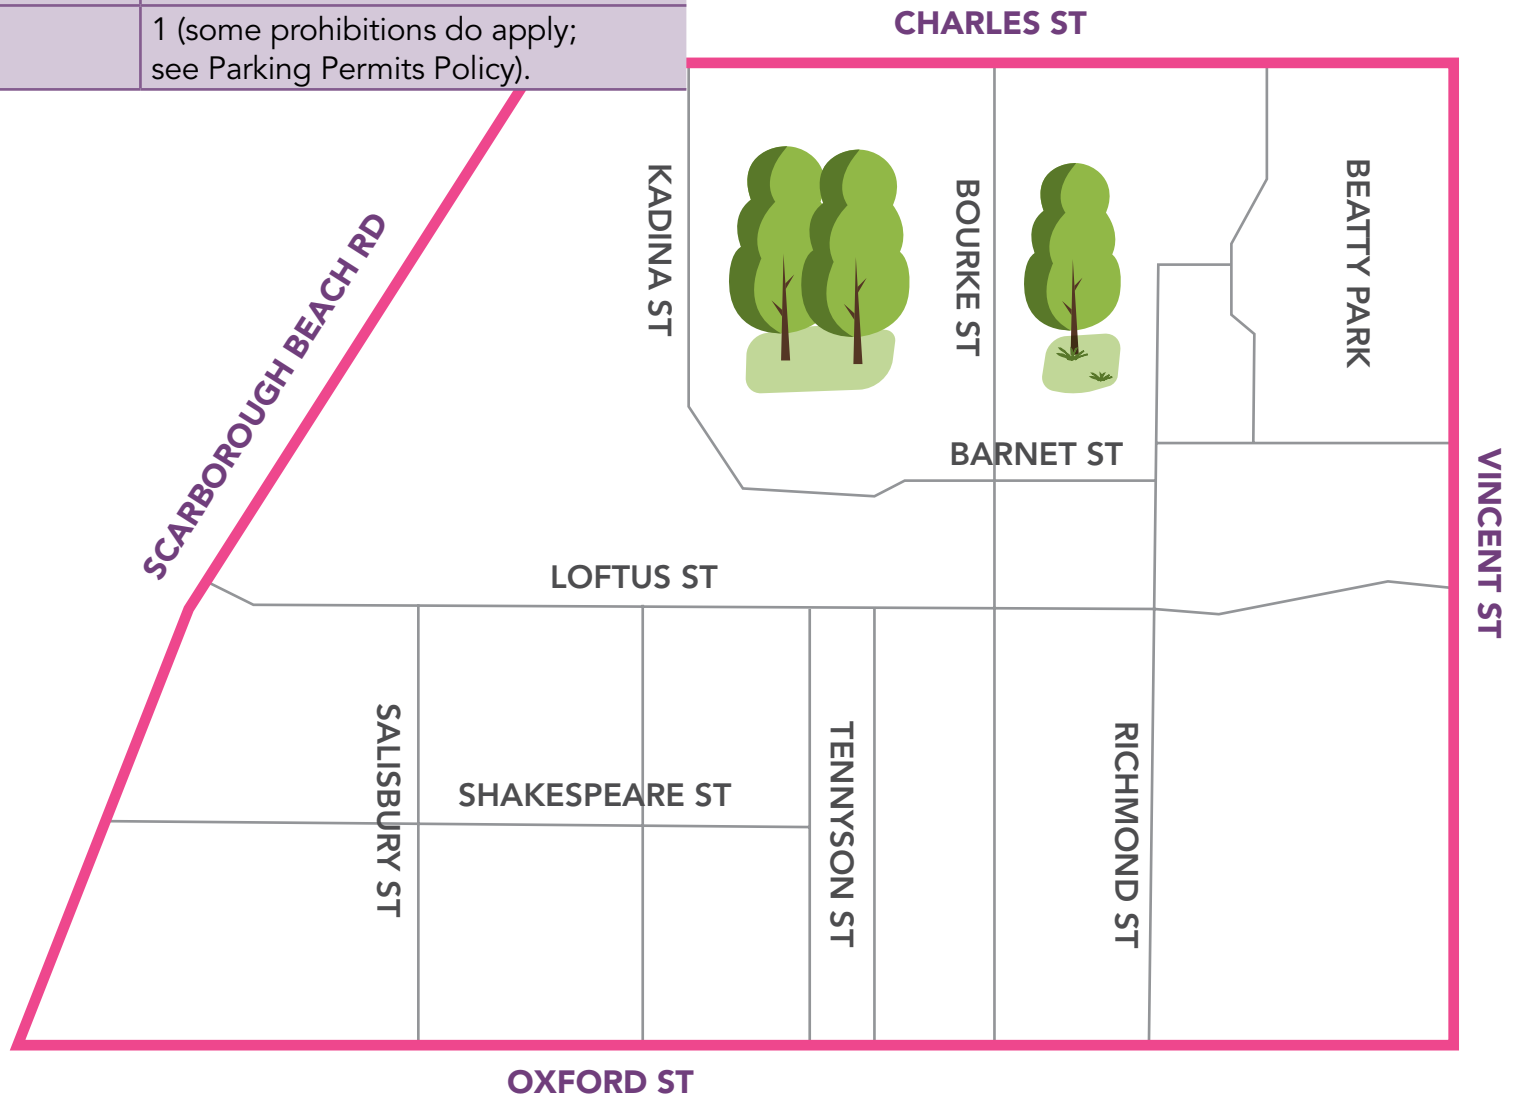 1 (some prohibitions do apply;
see Parking Permits Policy).
CHARLES ST
KADINA ST
BOURKE ST
BEATTY PARK
SCARBOROUGH BEACH RD
BARNET ST
VINCENT ST
LOFTUS ST
SALISBURY ST
SHAKESPEARE ST
TENNYSON ST
RICHMOND ST
OXFORD ST